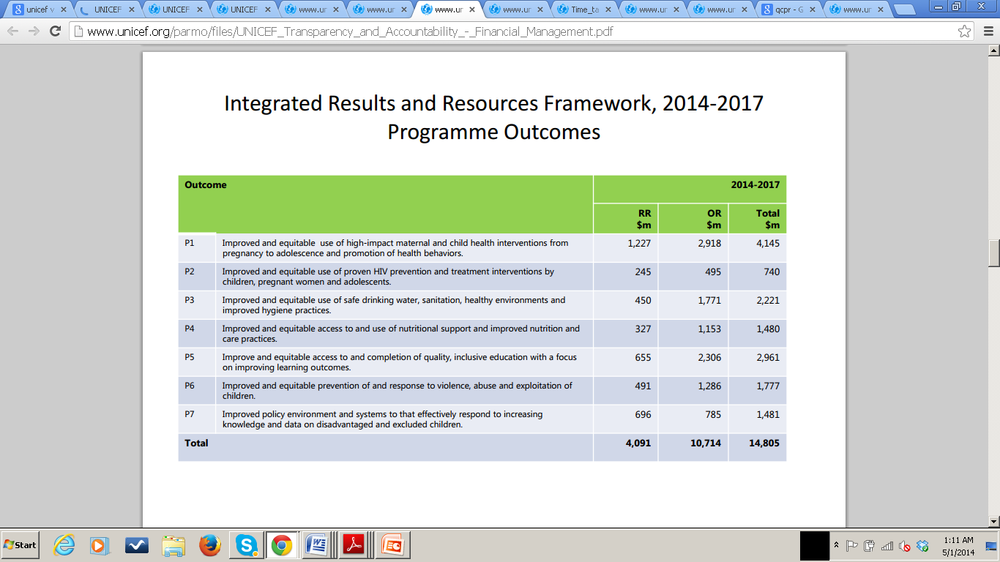 unicef v
UNICEF
UNICEF
UNICEF
www.ur
www.ur
www.ur
www.ur
Time_ta
www.ur
www.ur
qcpr - G
www.ur
www.unicef.org/parmo/files/UNICEF_Transparency_and_Accountability_-_Financial_Management.pdf
Integrated Results and Resources Framework, 2014-2017
Programme Outcomes
Outcome 2014-2017
RR OR Total
$m $m $m
P1 Improved and equitable use of high-impact maternal and child health interventions from 1,227 2,918 4,145
pregnancy to adolescence and promotion of health behaviors.
P2 Improved and equitable use of proven HIV prevention and treatment interventions by 245 495 740
children, pregnant women and adolescents.
P3 Improved and equitable use of safe drinking water, sanitation, healthy environments and 450 1,771 2,221
improved hygiene practices.
P4 Improved and equitable access to and use of nutritional support and improved nutrition and 327 1,153 1,480
care practices.
P5 Improve and equitable access to and completion of quality, inclusive education with a focus 655 2,306 2,961
on improving learning outcomes.
P6 Improved and equitable prevention of and response to violence, abuse and exploitation of 491 1,286 1,777
children.
P7 Improved policy environment and systems to that effectively respond to increasing 696 785 1,481
knowledge and data on disadvantaged and excluded children.
Total 4,091 10,714 14,805
Start
1:11 AM
5/1/2014